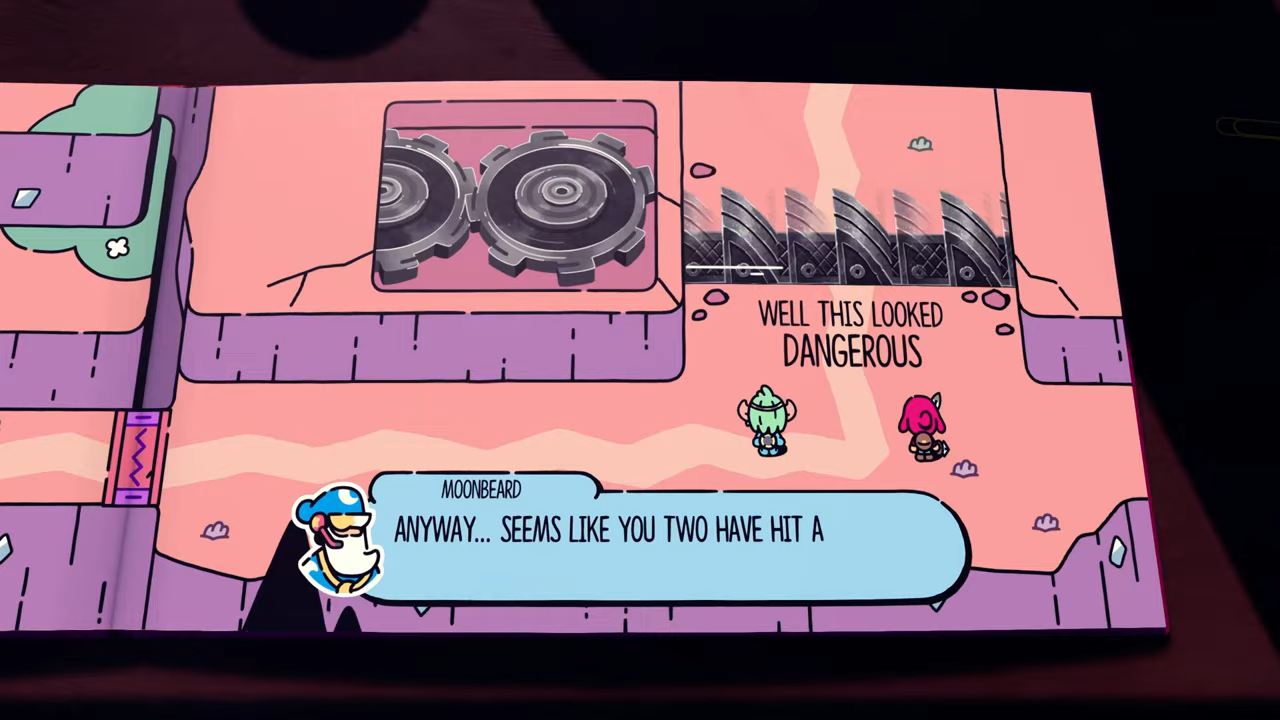 WELL THIS LOOKED
DANGEROUS
MOONBEARD
ANYWAY... SEEMS LIKE YOU TWO HAVE HIT A